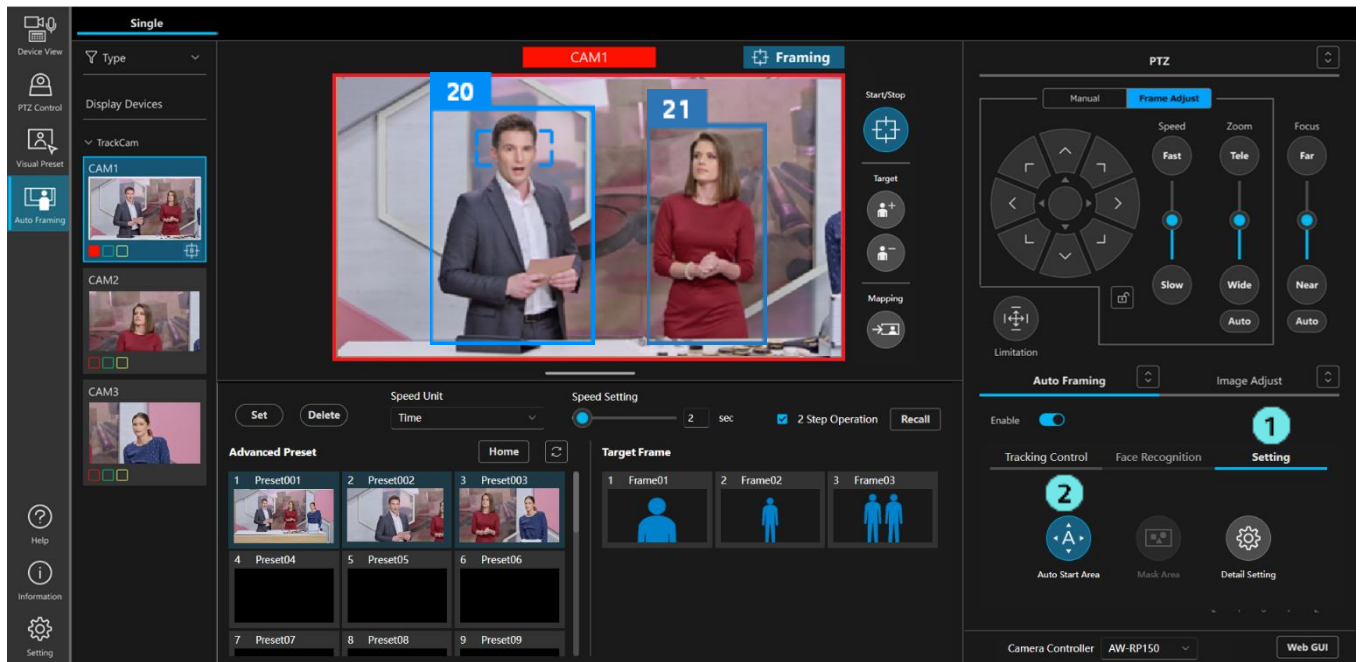 Single
Device View
PTZ Control
Visual Preset
Auto Framing
Help
Information
Setting
Type
Display Devices
TrackCam
CAM1
CAM2
CAM3
CAM1
Framing
20
21
Start/Stop
Target
Mapping
Set
Delete
Speed Unit
Time
Speed Setting
2 sec
2 Step Operation
Recall
Advanced Preset
Home
1 Preset001
2 Preset002
3 Preset003
4 Preset04
5 Preset05
6 Preset06
7 Preset07
8 Preset08
9 Preset09
Target Frame
1 Frame01
2 Frame02
3 Frame03
PTZ
Manual
Frame Adjust
Speed
Zoom
Focus
Fast
Tele
Far
Slow
Wide
Near
Auto
Auto
Limitation
Auto Framing
Image Adjust
Enable
1
Tracking Control
Face Recognition
Setting
2
A
Auto Start Area
Mask Area
Detail Setting
Camera Controller
AW-RP150
Web GUI